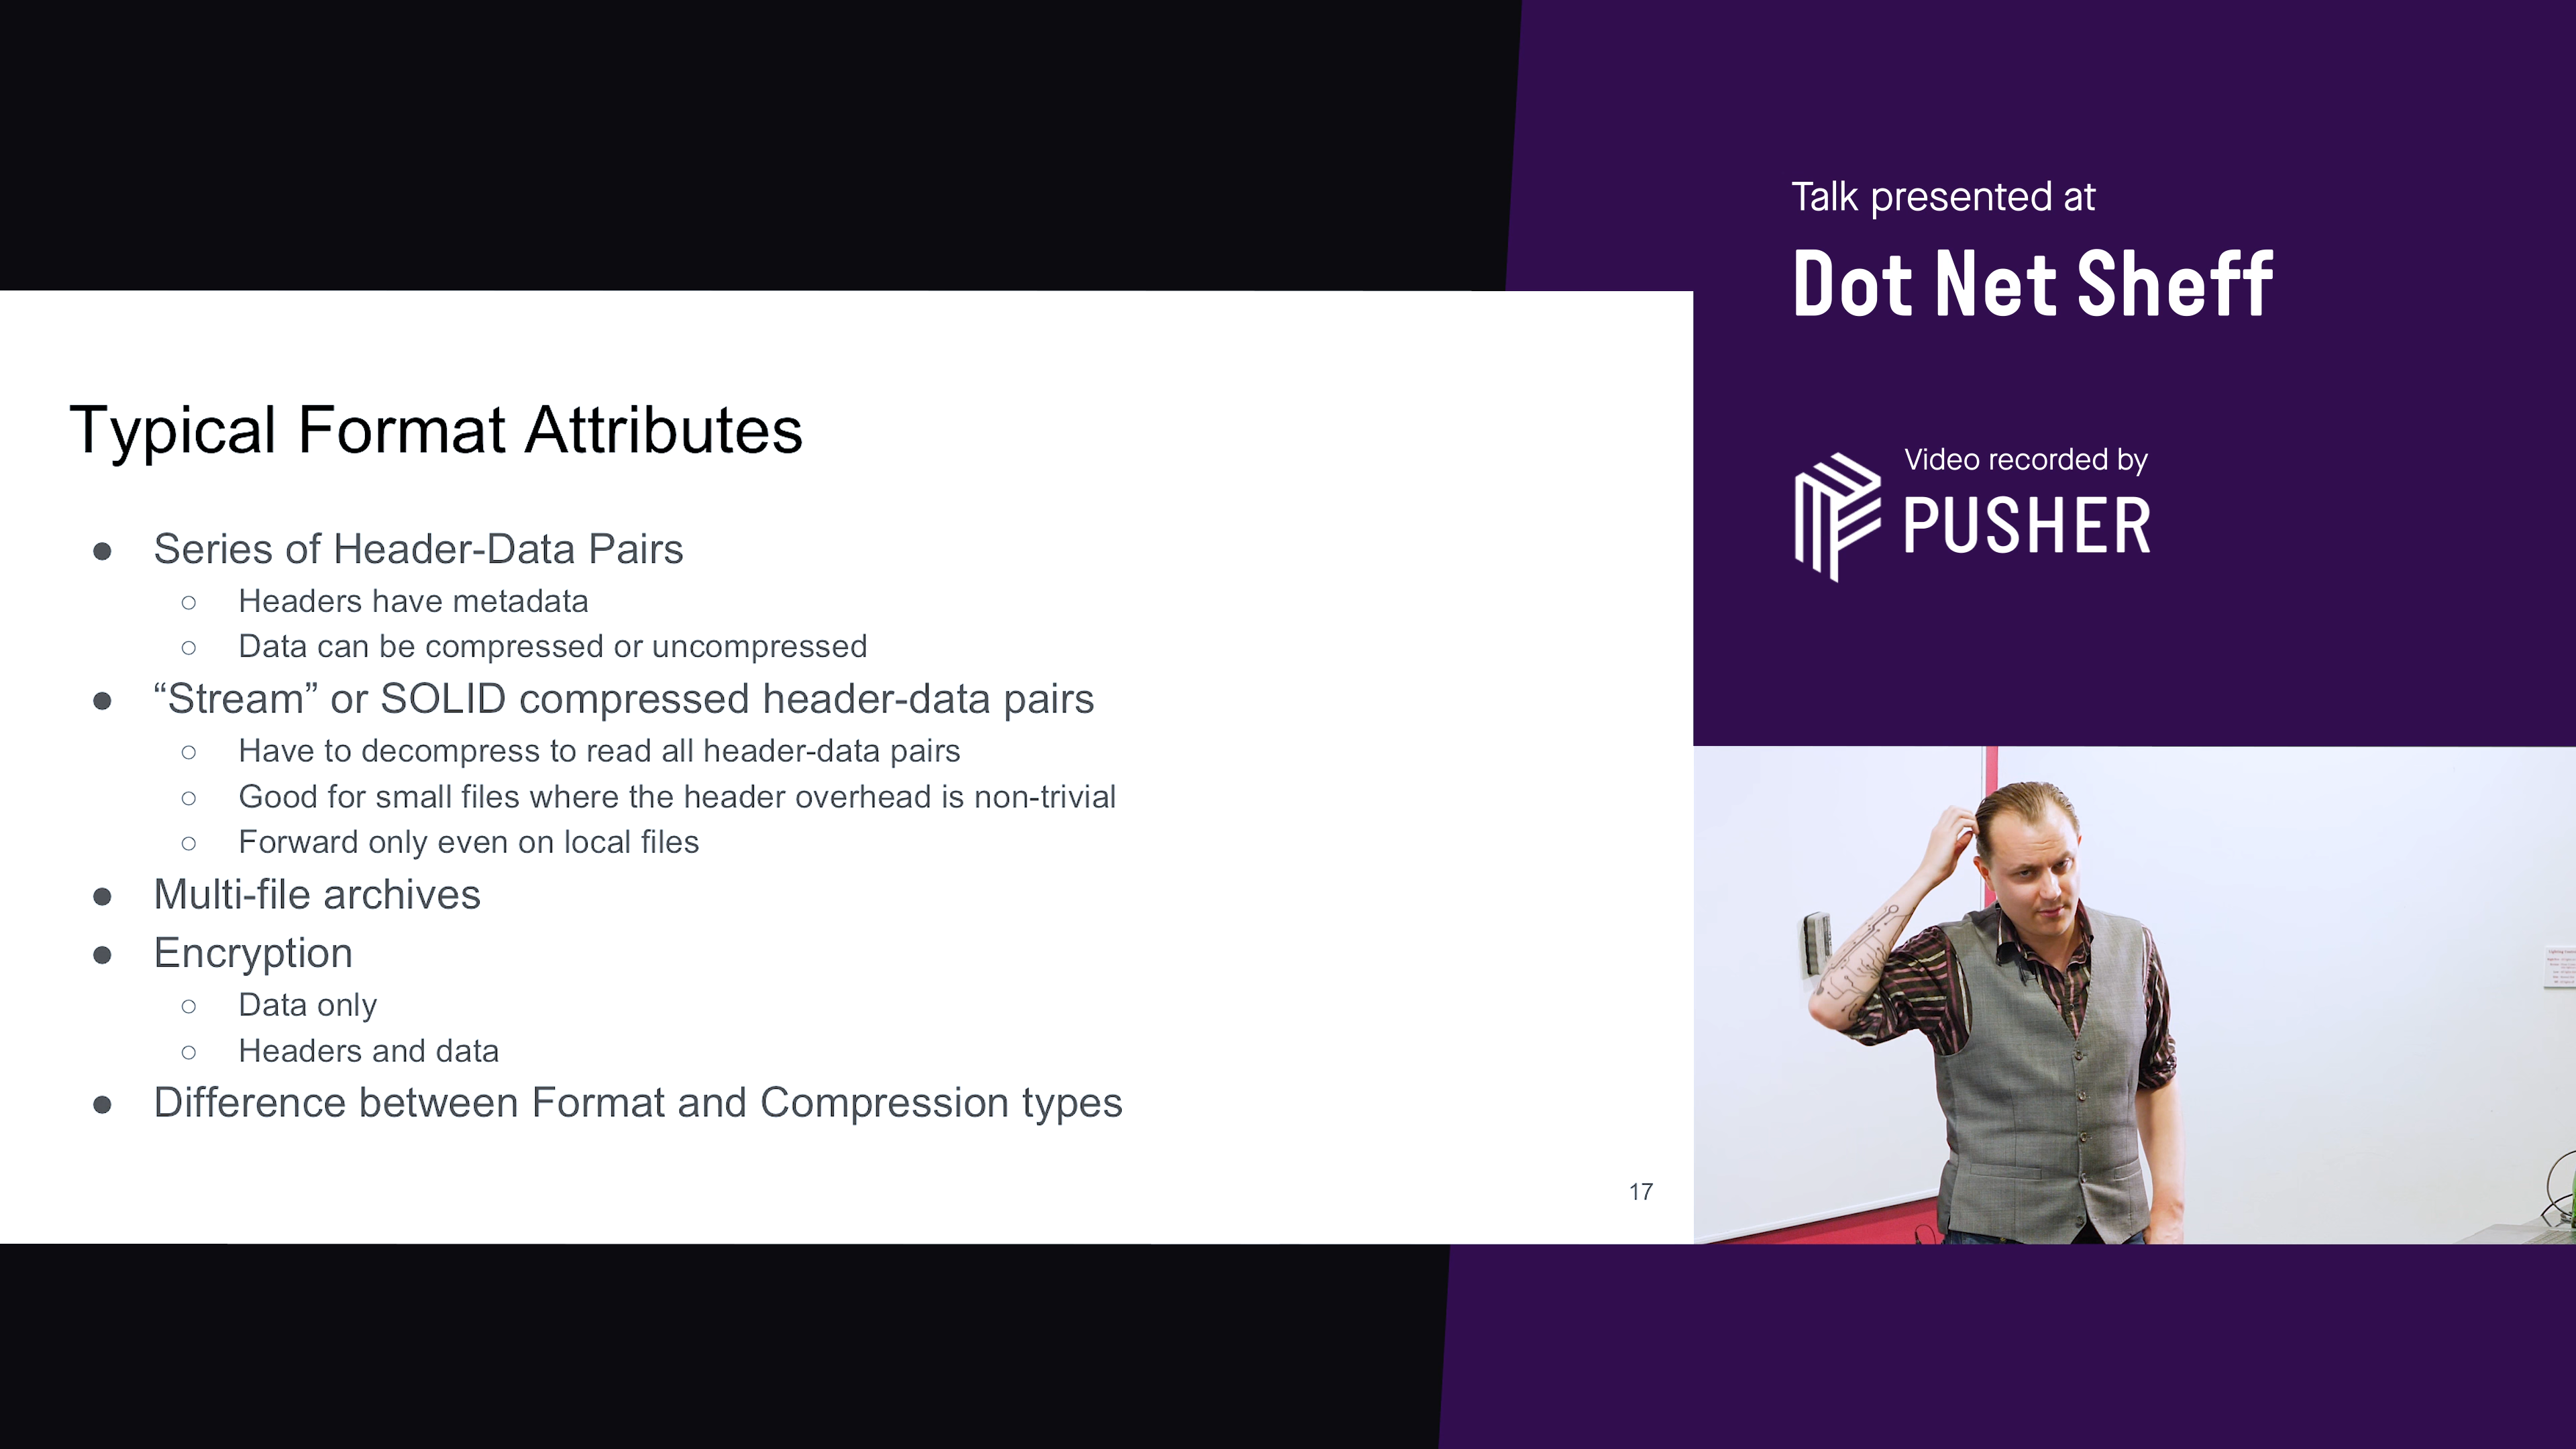 Talk presented at
Dot Net Sheff
Video recorded by
PUSHER
Typical Format Attributes
● Series of Header-Data Pairs
○ Headers have metadata
○ Data can be compressed or uncompressed
● “Stream” or SOLID compressed header-data pairs
○ Have to decompress to read all header-data pairs
○ Good for small files where the header overhead is non-trivial
○ Forward only even on local files
● Multi-file archives
● Encryption
○ Data only
○ Headers and data
● Difference between Format and Compression types
17